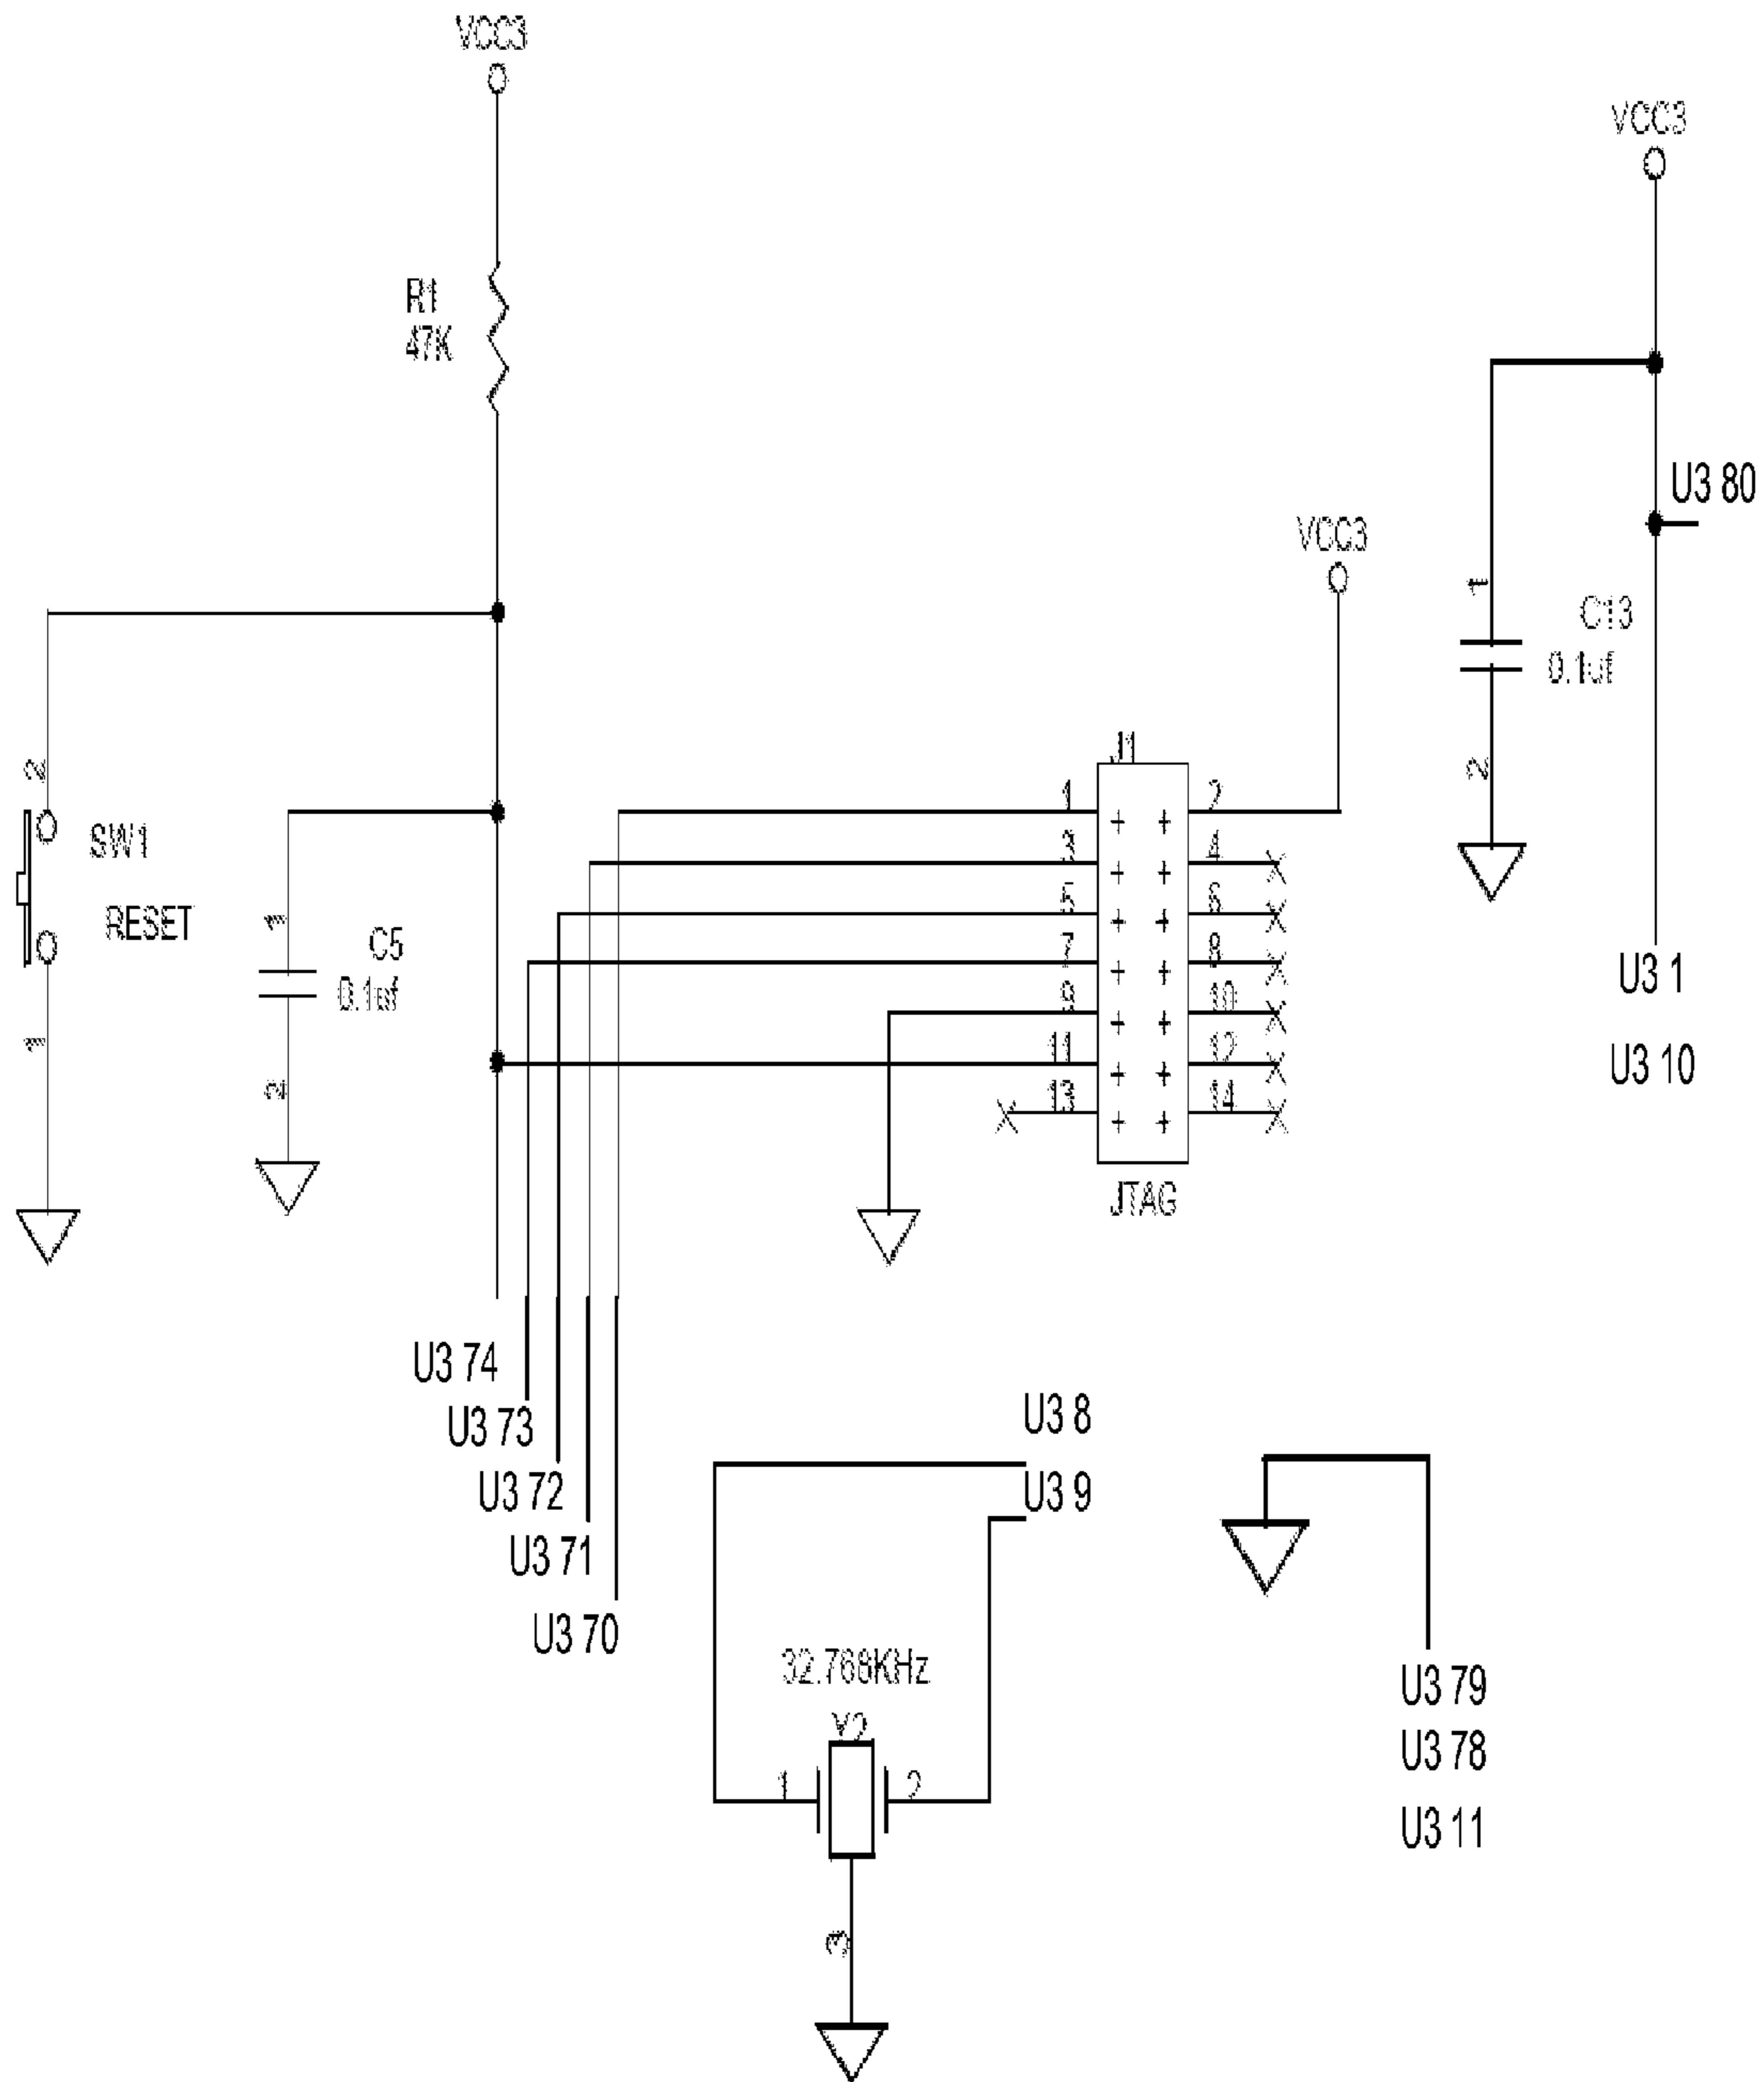 VCC3
VCC3
R1
47K
U3 80
VCC3
1
C13
0.1uf
2
2
SW1
RESET
1
1
C5
0.1uf
2
J1
1 2
3 4
5 6
7 8
9 10
11 12
13 14
JTAG
U3 1
U3 10
U3 74
U3 73
U3 72
U3 71
U3 70
U3 8
U3 9
32.768KHz
Y2
1 2
3
U3 79
U3 78
U3 11